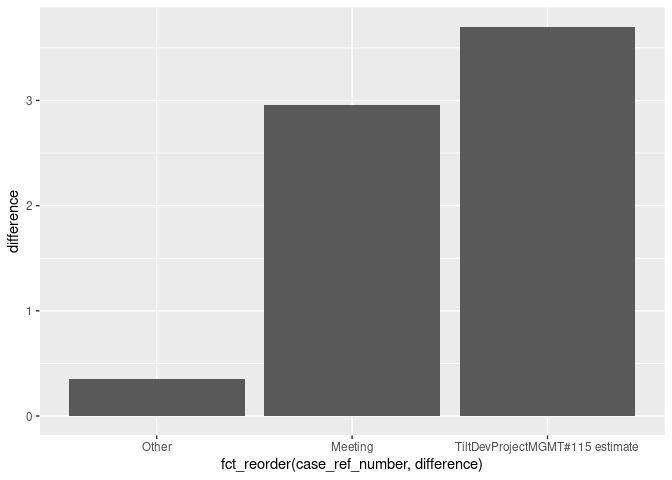 3
2
1
0
difference
Other
Meeting
TiltDevProjectMGMT#115 estimate
fct_reorder(case_ref_number, difference)